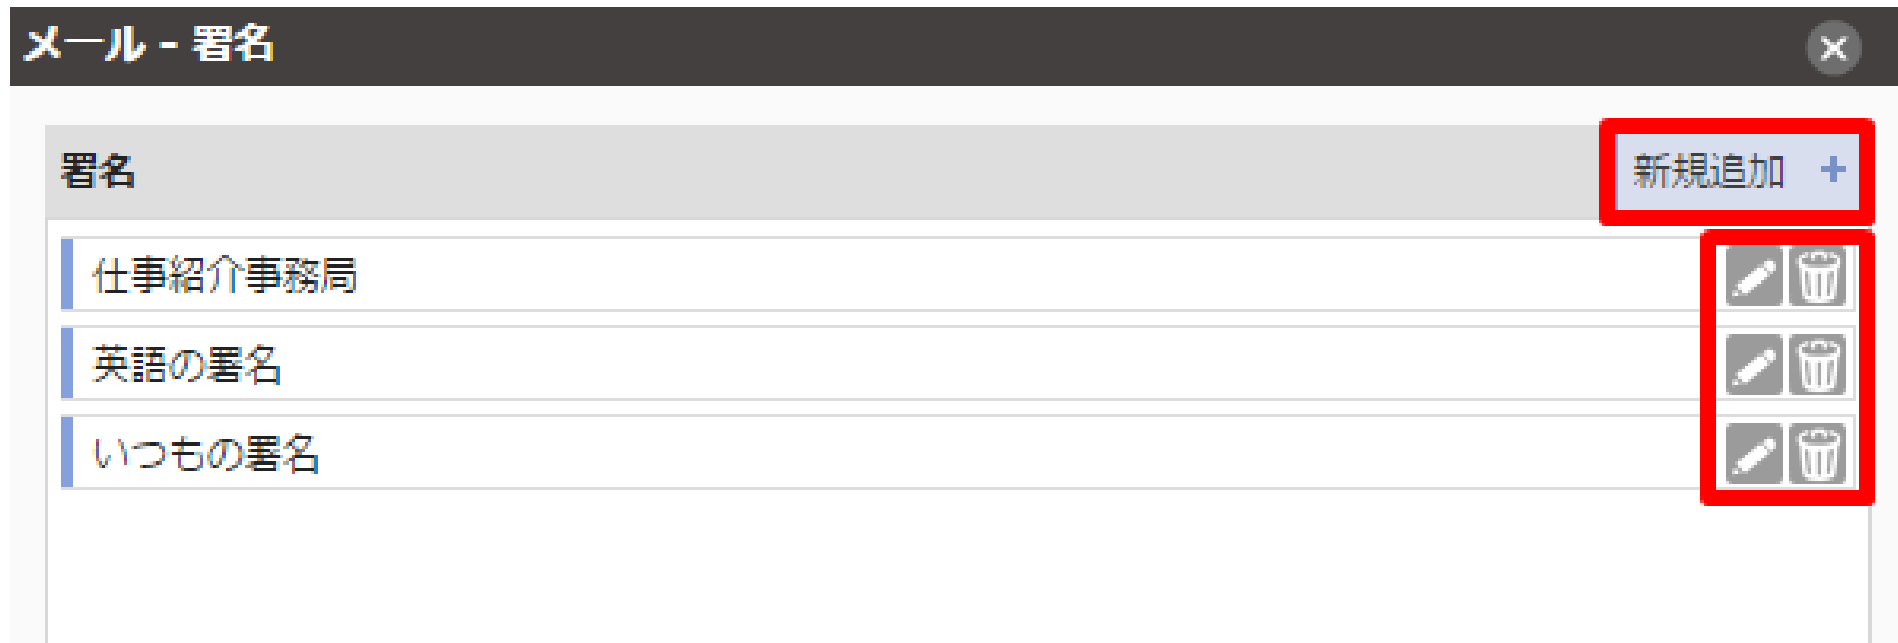 メール - 署名
署名
新規追加 +
仕事紹介事務局
英語の署名
いつもの署名